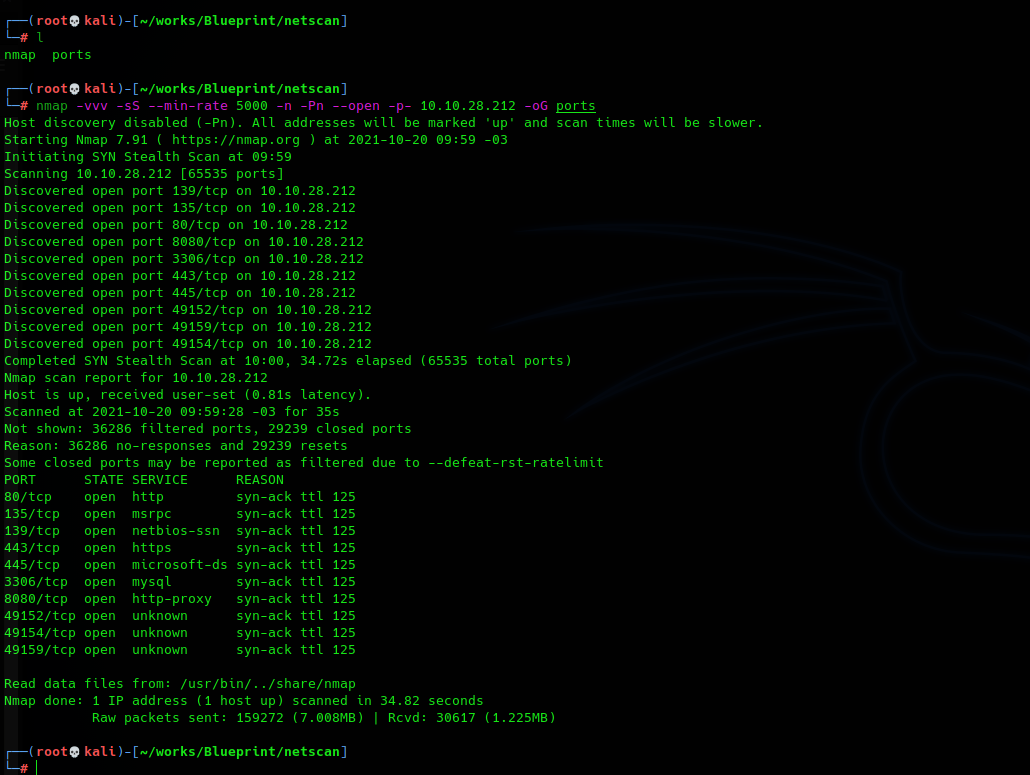 ┌──(root💀kali)-[~/works/Blueprint/netscan]
└─# l
nmap  ports
┌──(root💀kali)-[~/works/Blueprint/netscan]
└─# nmap -vvv -sS --min-rate 5000 -n -Pn --open -p- 10.10.28.212 -oG ports
Host discovery disabled (-Pn). All addresses will be marked 'up' and scan times will be slower.
Starting Nmap 7.91 ( https://nmap.org ) at 2021-10-20 09:59 -03
Initiating SYN Stealth Scan at 09:59
Scanning 10.10.28.212 [65535 ports]
Discovered open port 139/tcp on 10.10.28.212
Discovered open port 135/tcp on 10.10.28.212
Discovered open port 80/tcp on 10.10.28.212
Discovered open port 8080/tcp on 10.10.28.212
Discovered open port 3306/tcp on 10.10.28.212
Discovered open port 443/tcp on 10.10.28.212
Discovered open port 445/tcp on 10.10.28.212
Discovered open port 49152/tcp on 10.10.28.212
Discovered open port 49159/tcp on 10.10.28.212
Discovered open port 49154/tcp on 10.10.28.212
Completed SYN Stealth Scan at 10:00, 34.72s elapsed (65535 total ports)
Nmap scan report for 10.10.28.212
Host is up, received user-set (0.81s latency).
Scanned at 2021-10-20 09:59:28 -03 for 35s
Not shown: 36286 filtered ports, 29239 closed ports
Reason: 36286 no-responses and 29239 resets
Some closed ports may be reported as filtered due to --defeat-rst-ratelimit
PORT      STATE SERVICE      REASON
80/tcp    open  http         syn-ack ttl 125
135/tcp   open  msrpc        syn-ack ttl 125
139/tcp   open  netbios-ssn  syn-ack ttl 125
443/tcp   open  https        syn-ack ttl 125
445/tcp   open  microsoft-ds syn-ack ttl 125
3306/tcp  open  mysql        syn-ack ttl 125
8080/tcp  open  http-proxy   syn-ack ttl 125
49152/tcp open  unknown      syn-ack ttl 125
49154/tcp open  unknown      syn-ack ttl 125
49159/tcp open  unknown      syn-ack ttl 125
Read data files from: /usr/bin/../share/nmap
Nmap done: 1 IP address (1 host up) scanned in 34.82 seconds
           Raw packets sent: 159272 (7.008MB) | Rcvd: 30617 (1.225MB)
┌──(root💀kali)-[~/works/Blueprint/netscan]
└─#